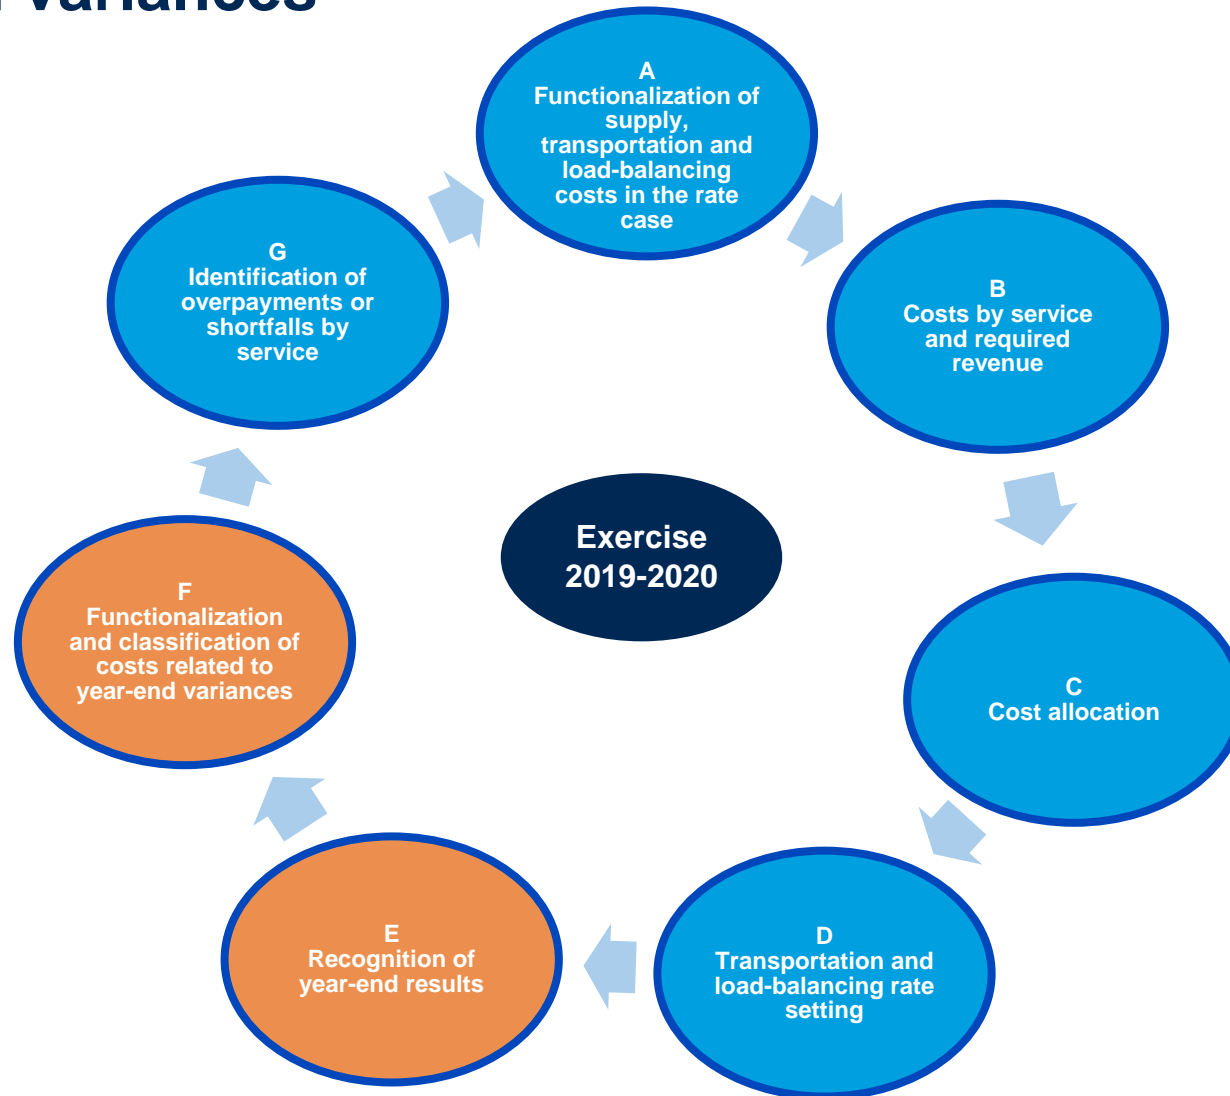 variances
A
Functionalization of
supply,
transportation and
load-balancing
costs in the rate
case
B
Costs by service
and required
revenue
C
Cost allocation
D
Transportation and
load-balancing rate
setting
E
Recognition of
year-end results
F
Functionalization
and classification of
costs related to
year-end variances
G
Identification of
overpayments or
shortfalls by
service
Exercise
2019-2020